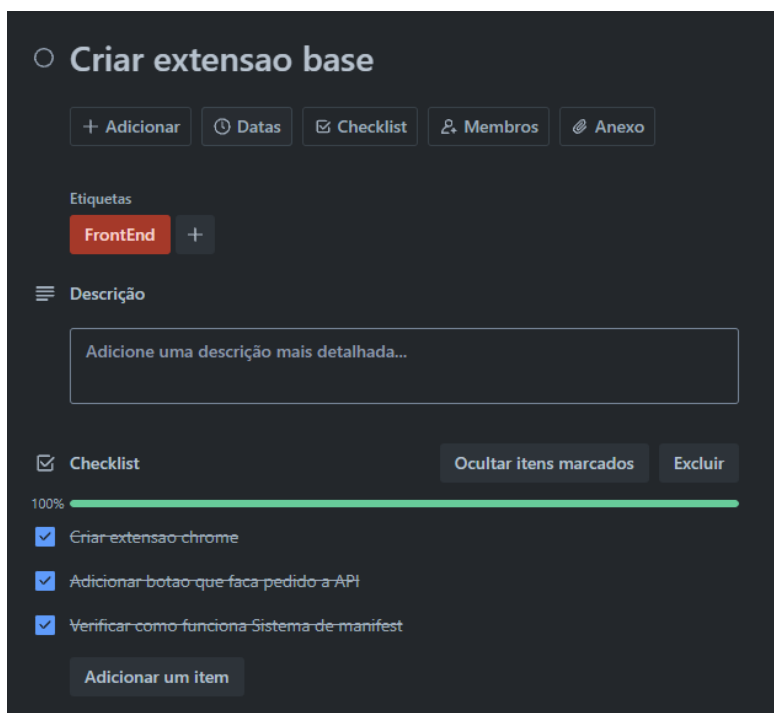 Criar extensao base
Adicionar Datas Checklist Membros Anexo
Etiquetas
FrontEnd
Descrição
Adicione uma descrição mais detalhada...
Checklist Ocultar itens marcados Excluir
100%
Criar extensao chrome
Adicionar botao que faca pedido a API
Verificar como funciona Sistema de manifest
Adicionar um item